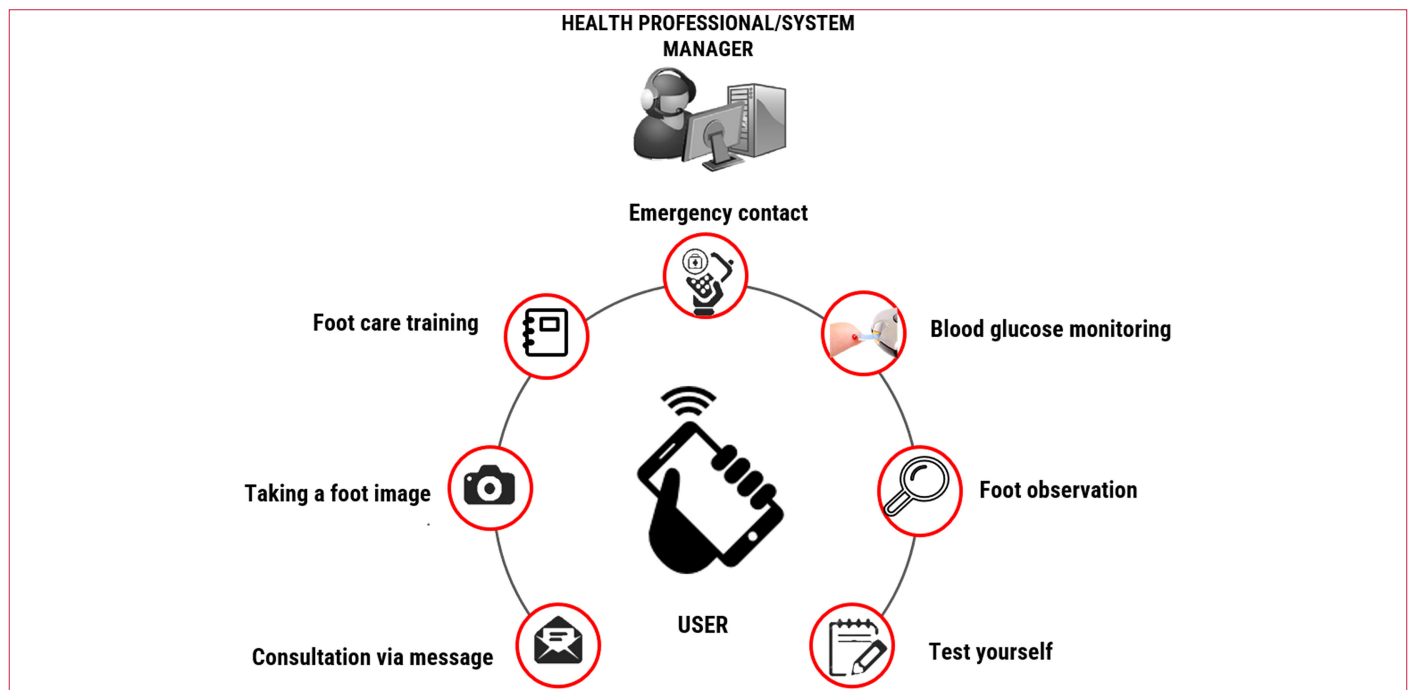 HEALTH PROFESSIONAL/SYSTEM
MANAGER
Emergency contact
Foot care training
Blood glucose monitoring
Taking a foot image
Foot observation
USER
Consultation via message
Test yourself